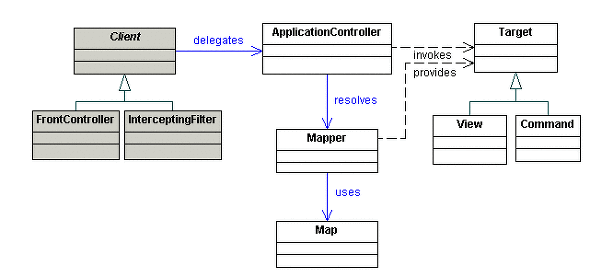 Client
delegates
ApplicationController
Target
invokes
provides
resolves
FrontController
InterceptingFilter
Mapper
View
Command
uses
Map